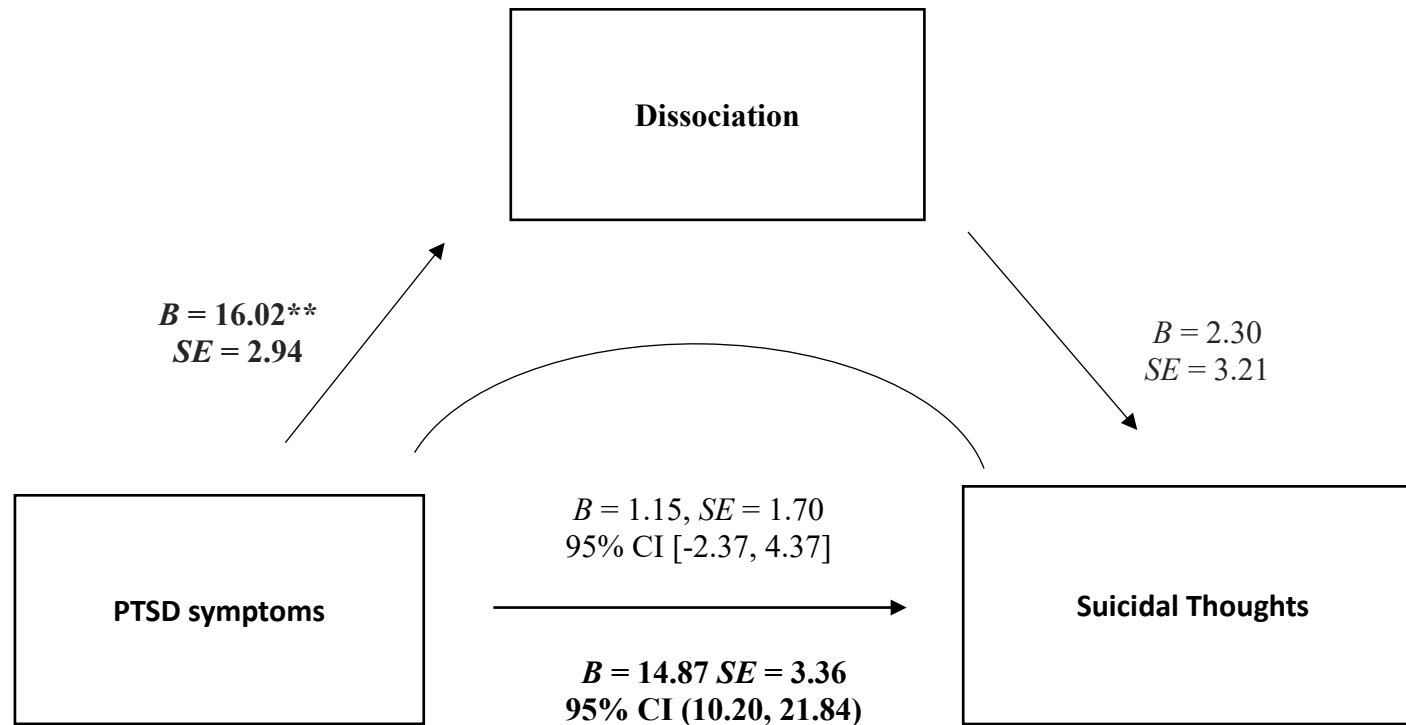 Dissociation
B = 16.02**
SE = 2.94
B = 2.30
SE = 3.21
B = 1.15, SE = 1.70
95% CI [-2.37, 4.37]
PTSD symptoms
Suicidal Thoughts
B = 14.87 SE = 3.36
95% CI (10.20, 21.84)